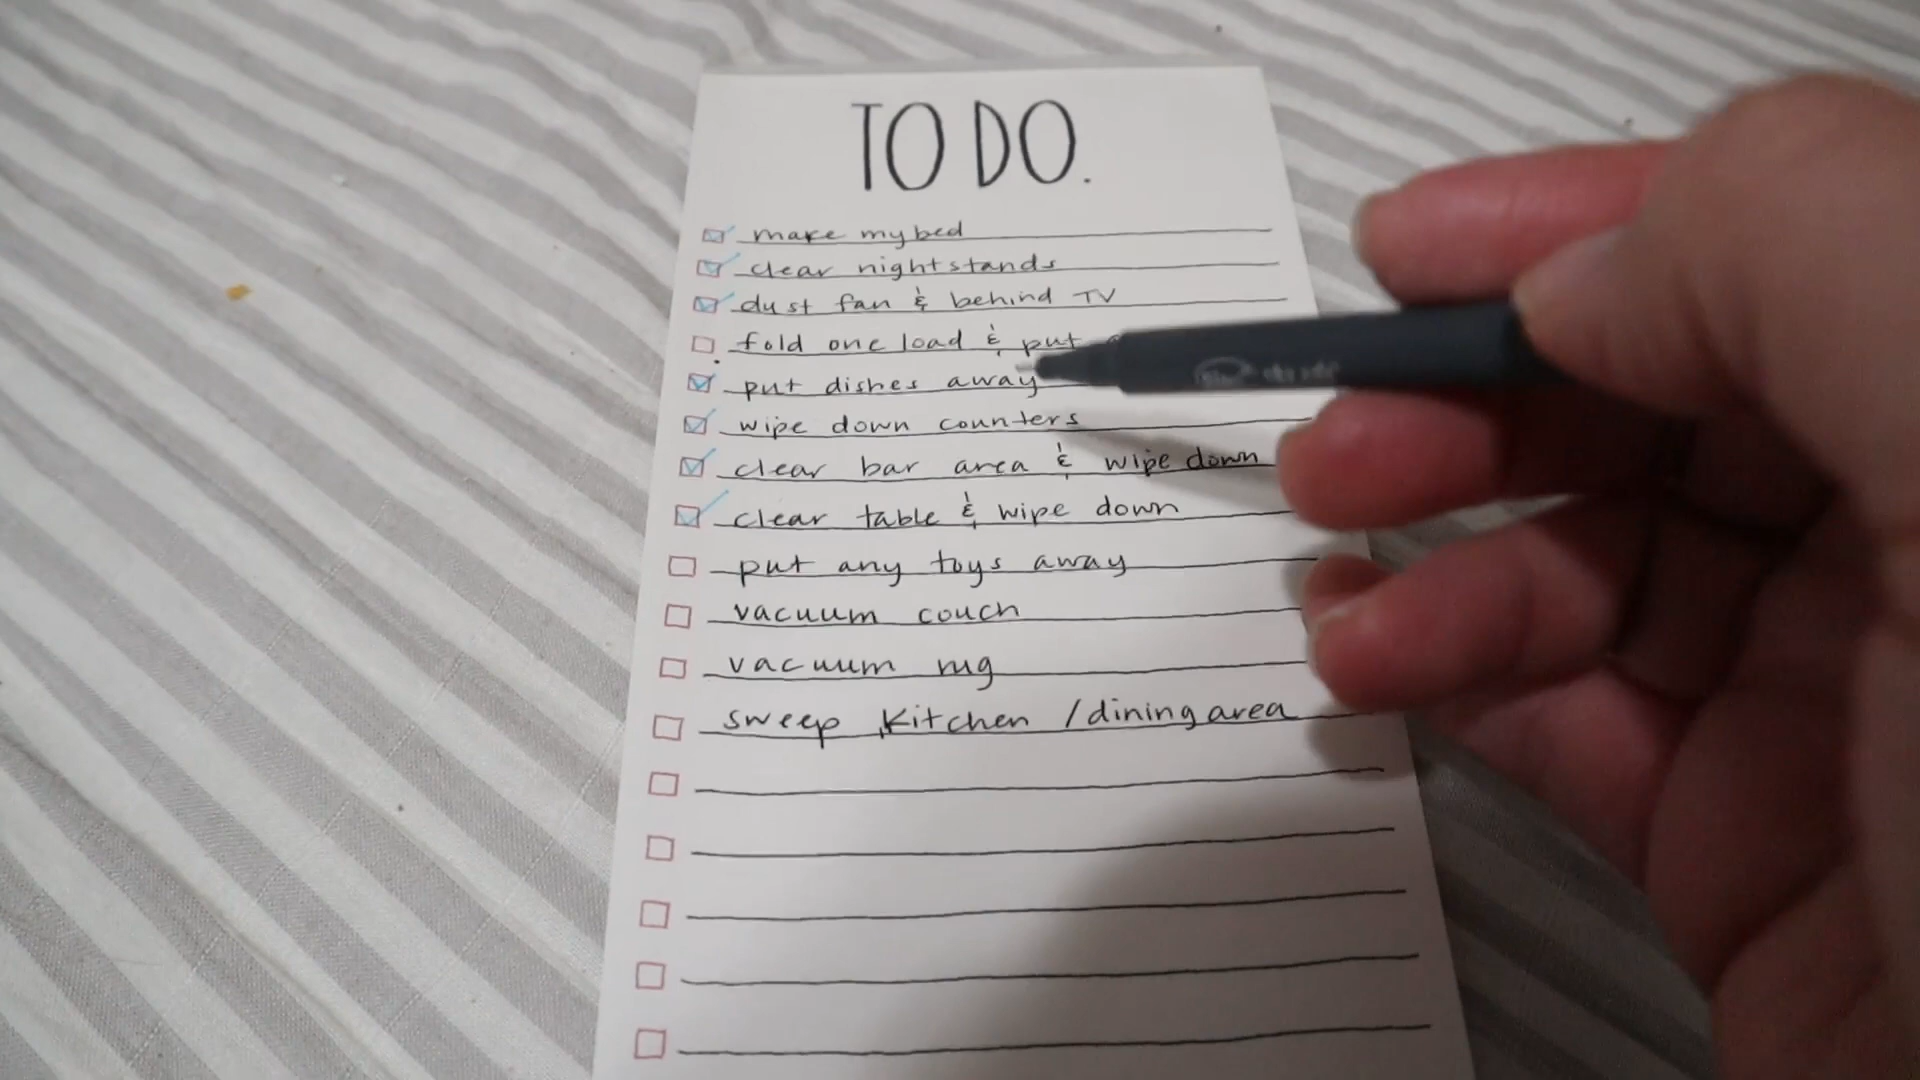 TO DO.
make my bed
clear nightstands
dust fan & behind TV
fold one load & put
put dishes away
wipe down counters
clear bar area & wipe down
clear table & wipe down
put any toys away
vacuum couch
vacuum rug
sweep kitchen / dining area